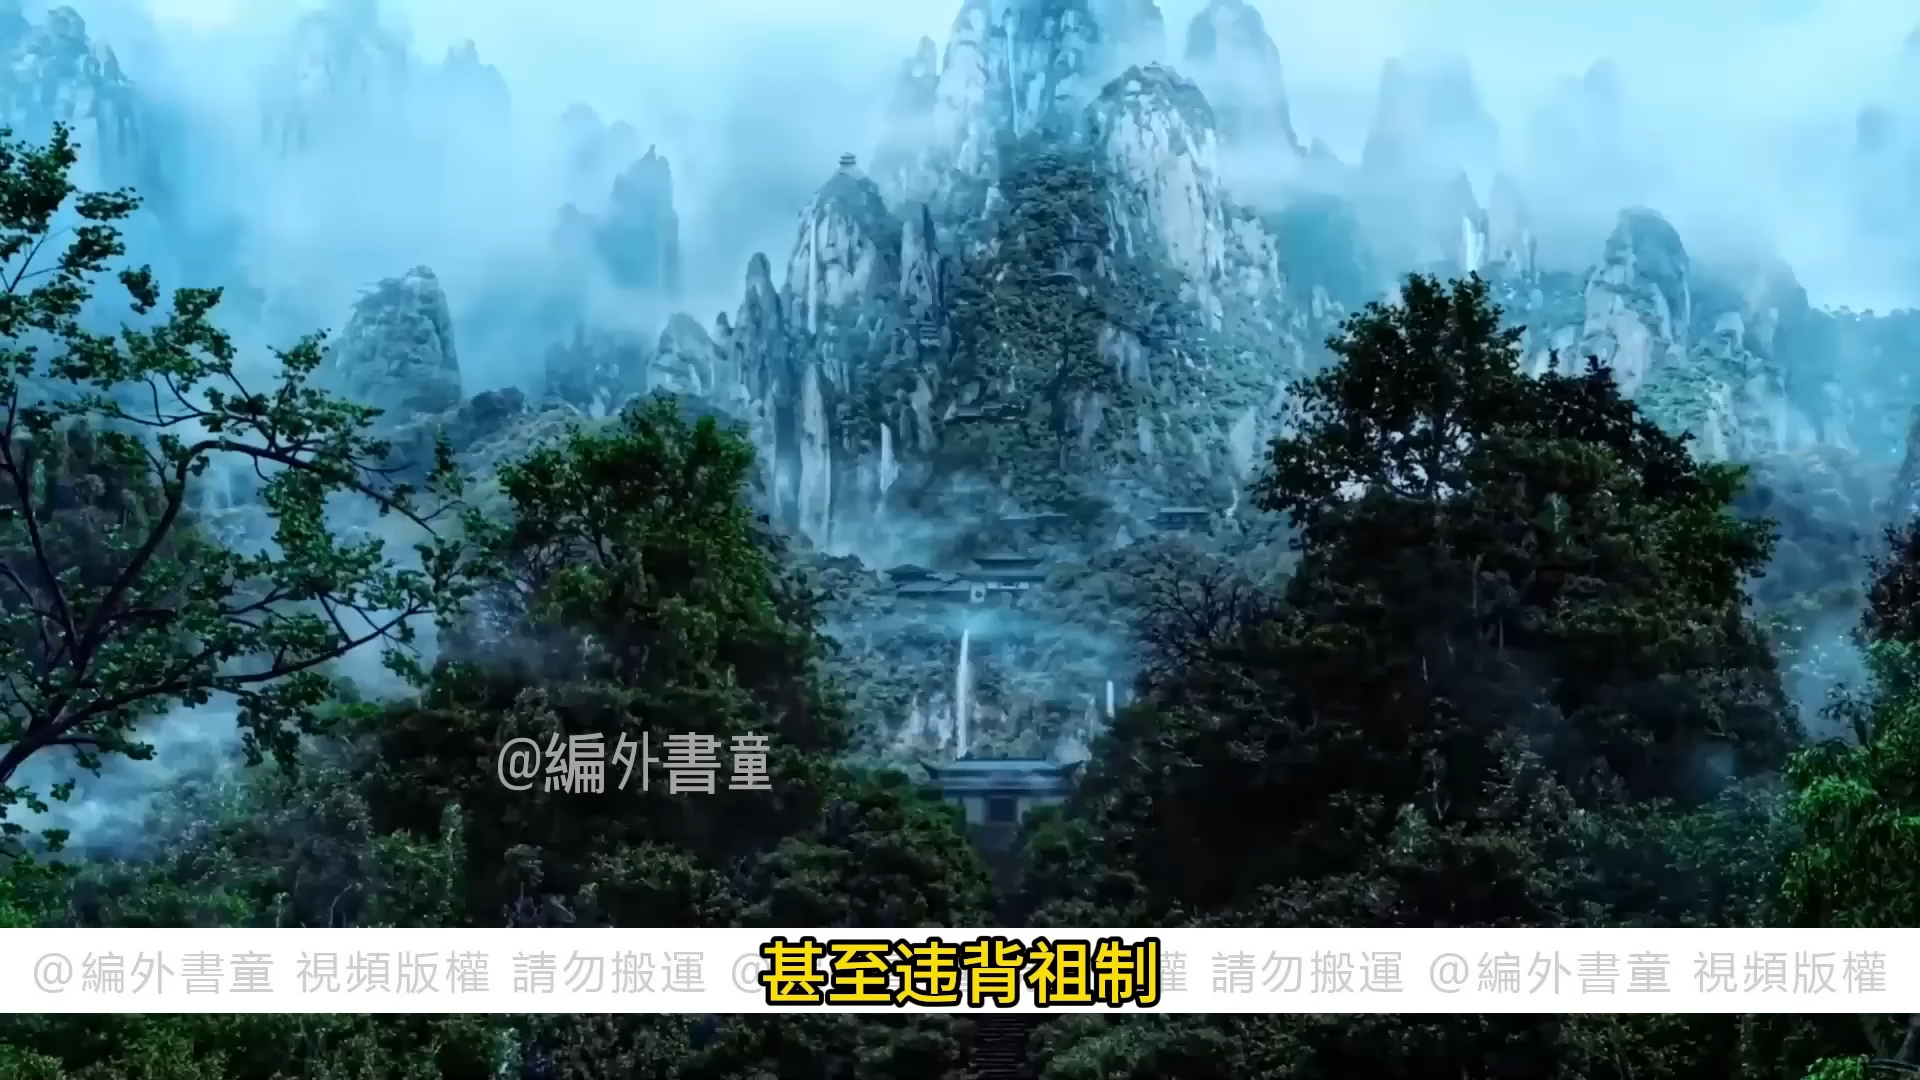 @編外書童
@編外書童 視頻版權 請勿搬運 @ 權 請勿搬運 @編外書童 視頻版權
甚至违背祖制